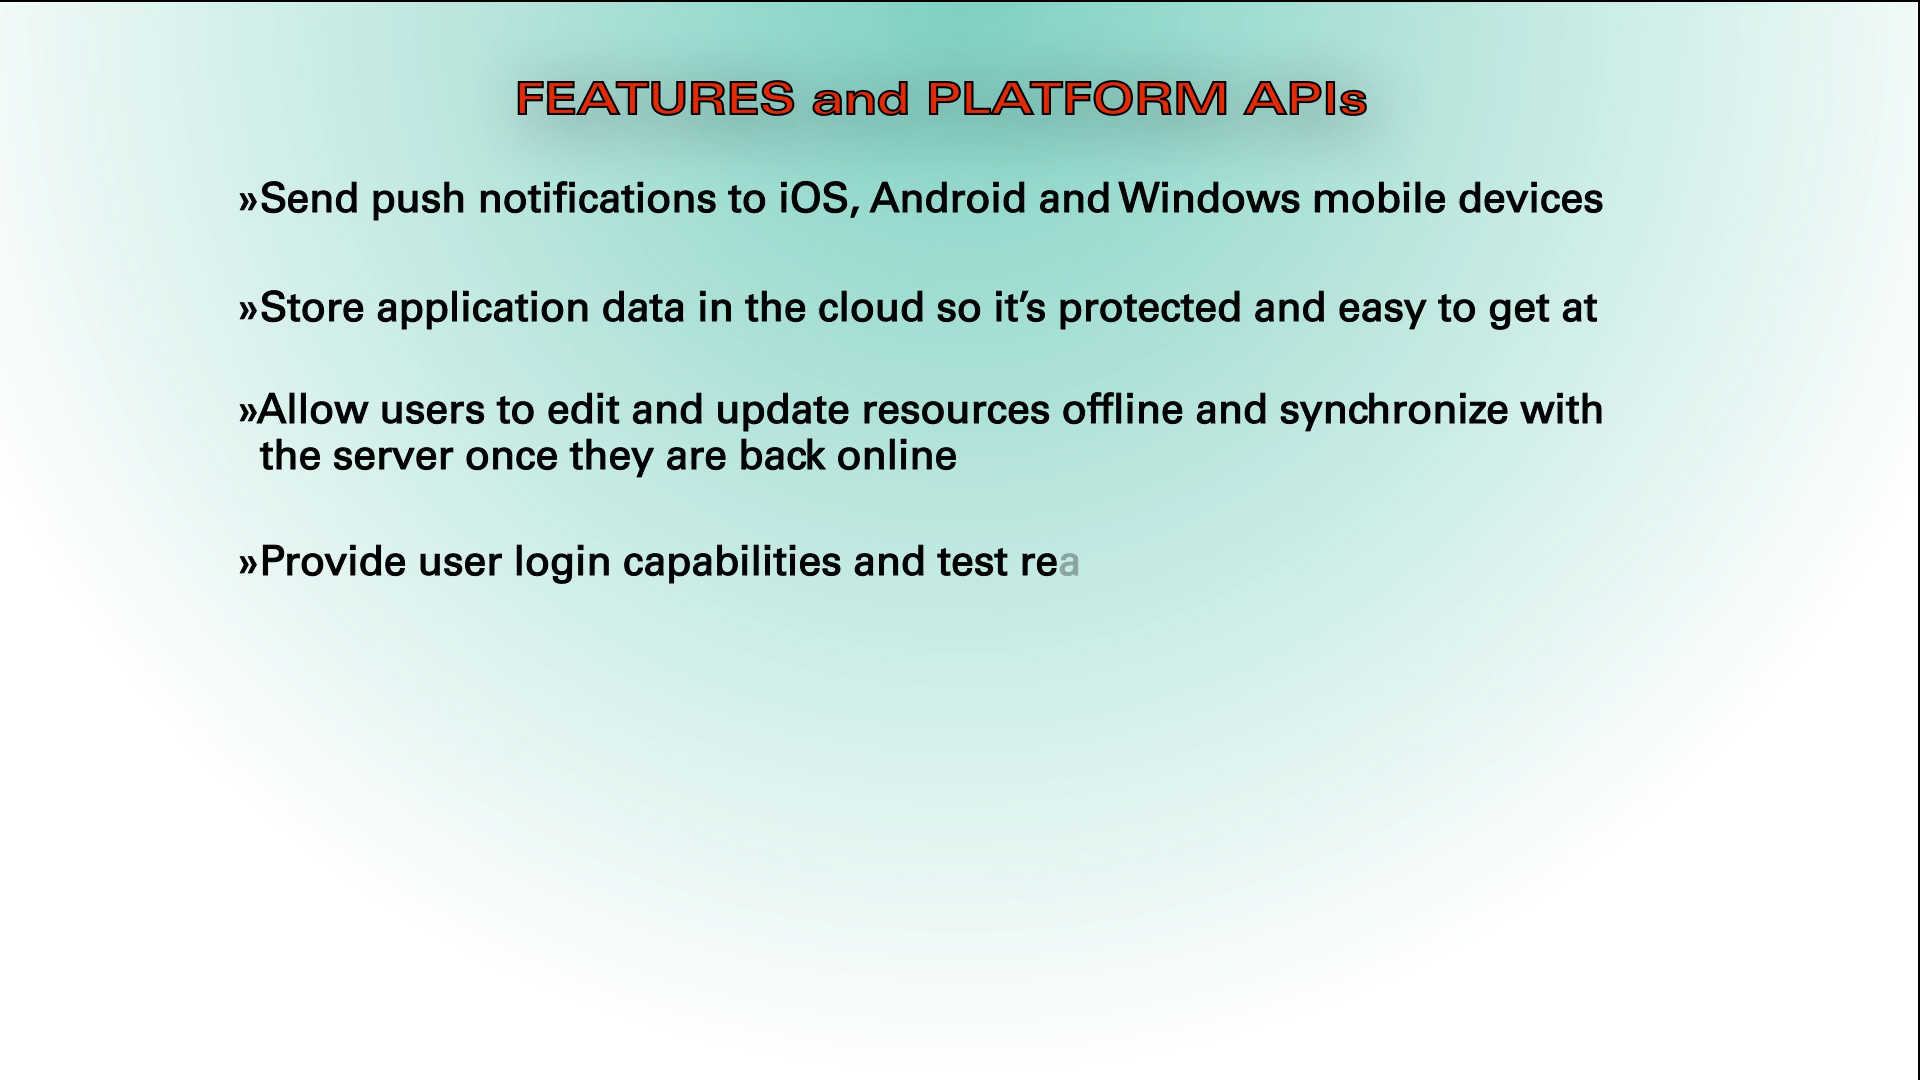 FEATURES and PLATFORM APIs
»Send push notifications to iOS, Android and Windows mobile devices
»Store application data in the cloud so it’s protected and easy to get at
»Allow users to edit and update resources offline and synchronize with
the server once they are back online
»Provide user login capabilities and test rea